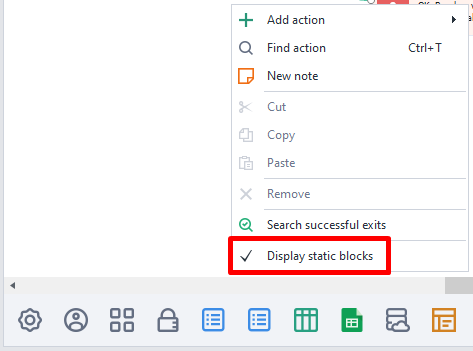 Add action
Find action Ctrl+T
New note
Cut
Copy
Paste
Remove
Search successful exits
Display static blocks